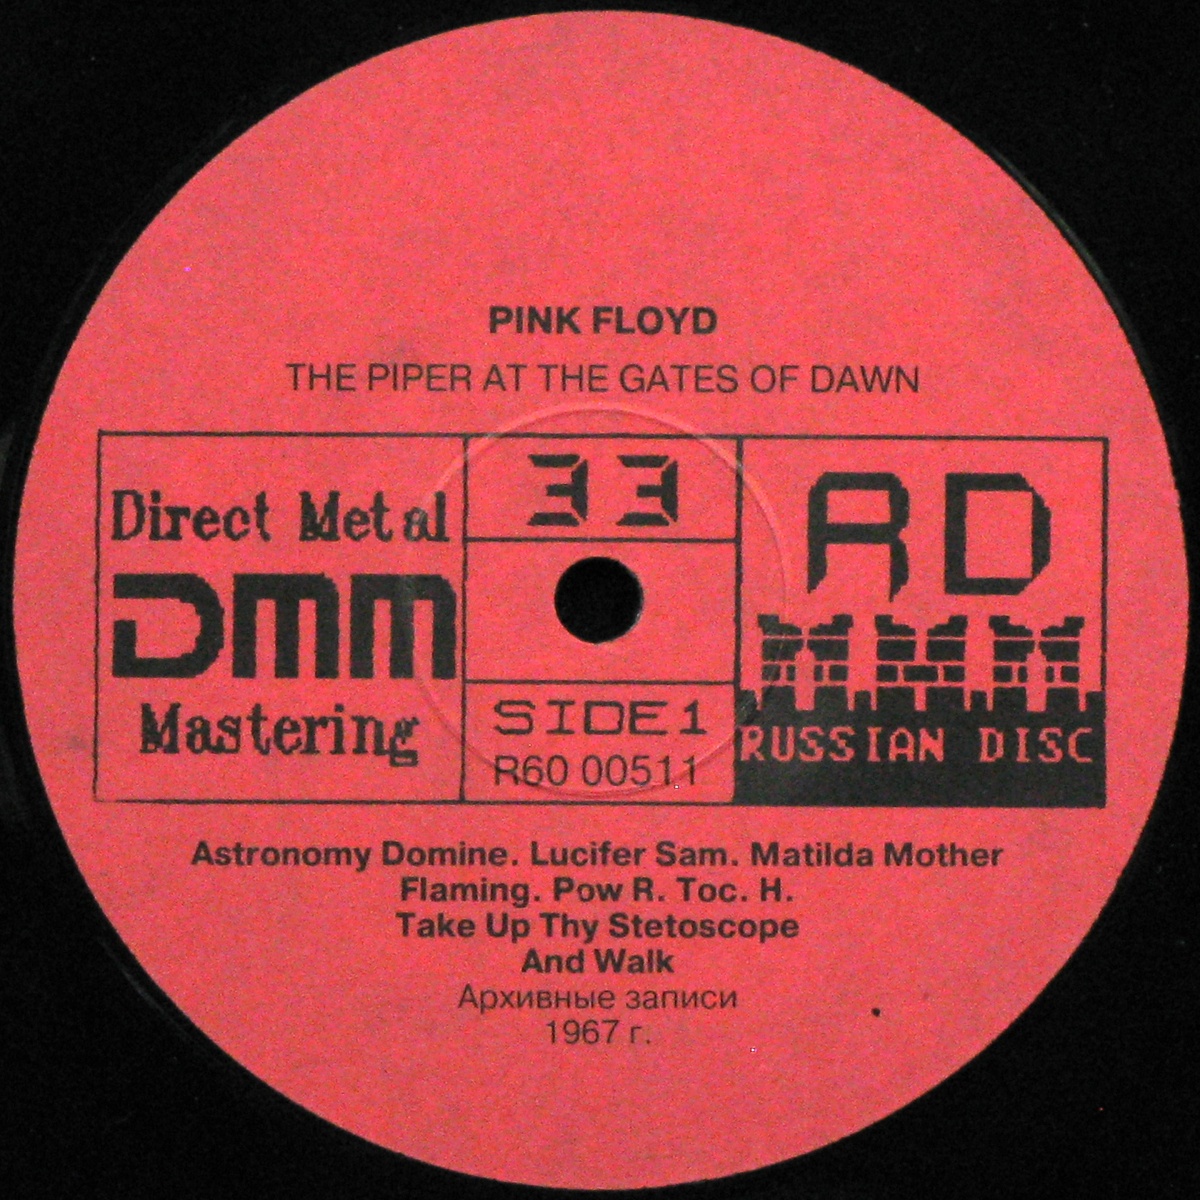 PINK FLOYD
THE PIPER AT THE GATES OF DAWN
Direct Metal
DMM
Mastering
33
SIDE 1
R60 00511
RD
RUSSIAN DISC
Astronomy Domine. Lucifer Sam. Matilda Mother
Flaming. Pow R. Toc. H.
Take Up Thy Stetoscope
And Walk
Архивные записи
1967 г.